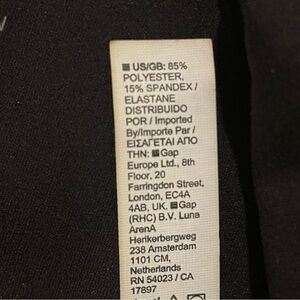 ■ US/GB: 85%
POLYESTER,
15% SPANDEX /
ELASTANE
DISTRIBUIDO
POR / Imported
By/Importe Par /
ΕΙΣΑΓΕΤΑΙ ΑΠΟ
ΤΗΝ: ■ Gap
Europe Ltd., 8th
Floor, 20
Farringdon Street,
London, EC4A
4AB, UK. ■ Gap
(RHC) B.V. Luna
ArenA
Herikerbergweg
238 Amsterdam
1101 CM,
Netherlands
RN 54023 / CA
17897